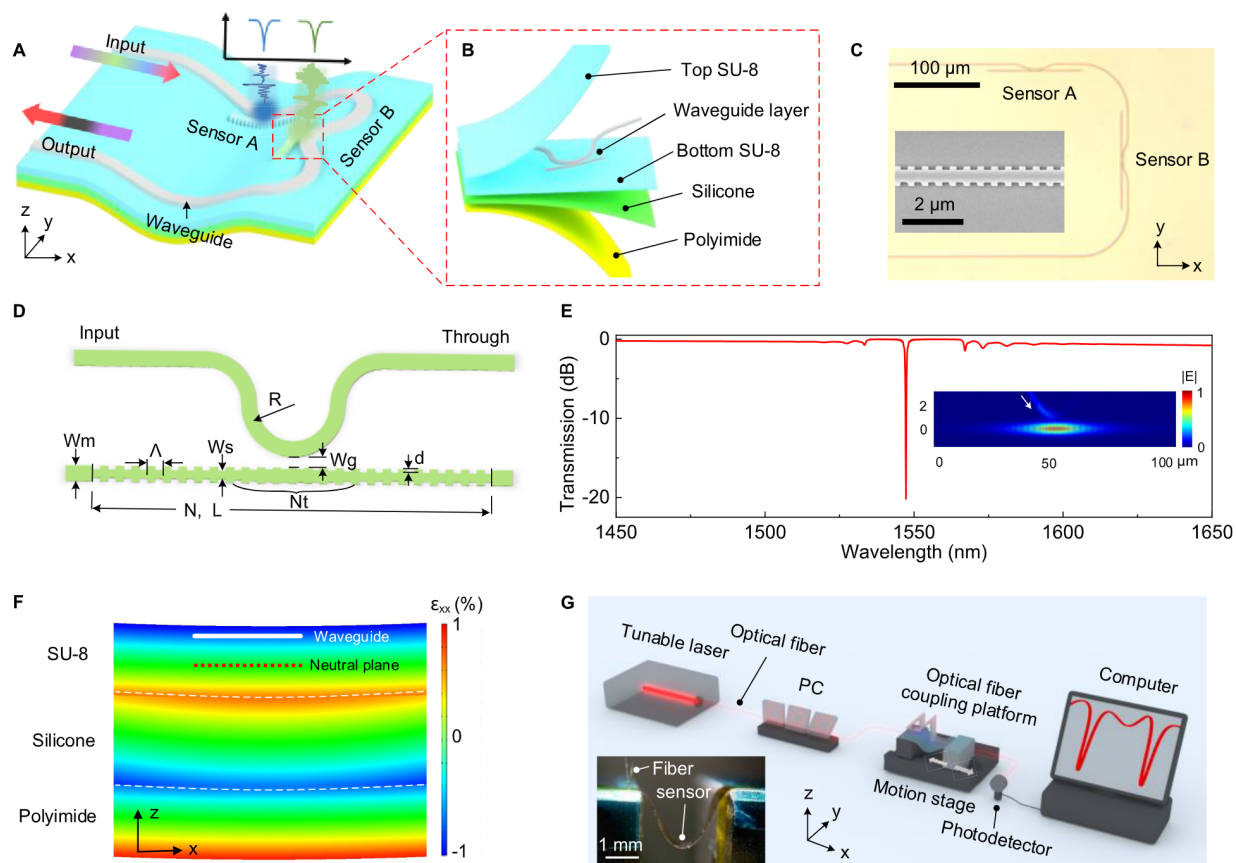 A
Input
Sensor A
Sensor B
Output
Waveguide
z
y
x
B
Top SU-8
Waveguide layer
Bottom SU-8
Silicone
Polyimide
C
100 μm
Sensor A
Sensor B
2 μm
y
x
D
Input
Through
R
Wm
Λ
Ws
Wg
d
Nt
N, L
E
Transmission (dB)
0
-10
-20
1450
1500
1550
1600
1650
Wavelength (nm)
|E|
1
0
2
0
0
50
100 μm
F
εxx (%)
1
0
-1
SU-8
Waveguide
Neutral plane
Silicone
Polyimide
z
x
G
Tunable laser
Optical fiber
PC
Optical fiber
coupling platform
Computer
Motion stage
Photodetector
Fiber
sensor
1 mm
z
y
x